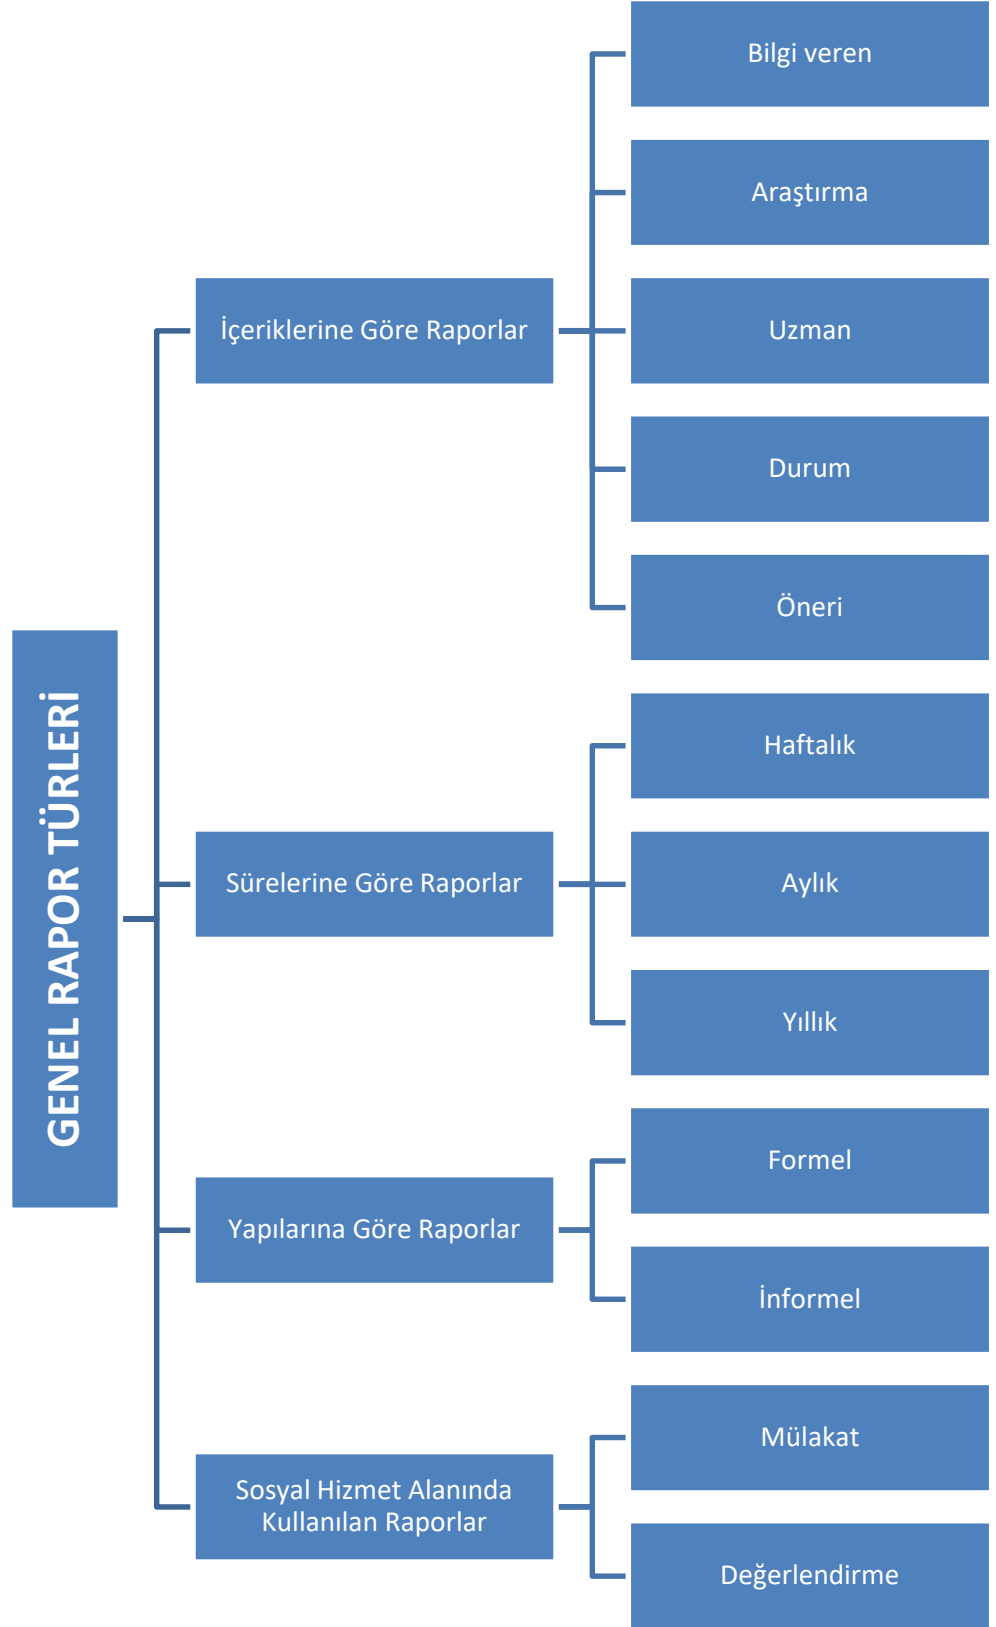 GENEL RAPOR TÜRLERİ
İçeriklerine Göre Raporlar
Bilgi veren
Araştırma
Uzman
Durum
Öneri
Sürelerine Göre Raporlar
Haftalık
Aylık
Yıllık
Yapılarına Göre Raporlar
Formel
İnformel
Sosyal Hizmet Alanında
Kullanılan Raporlar
Mülakat
Değerlendirme